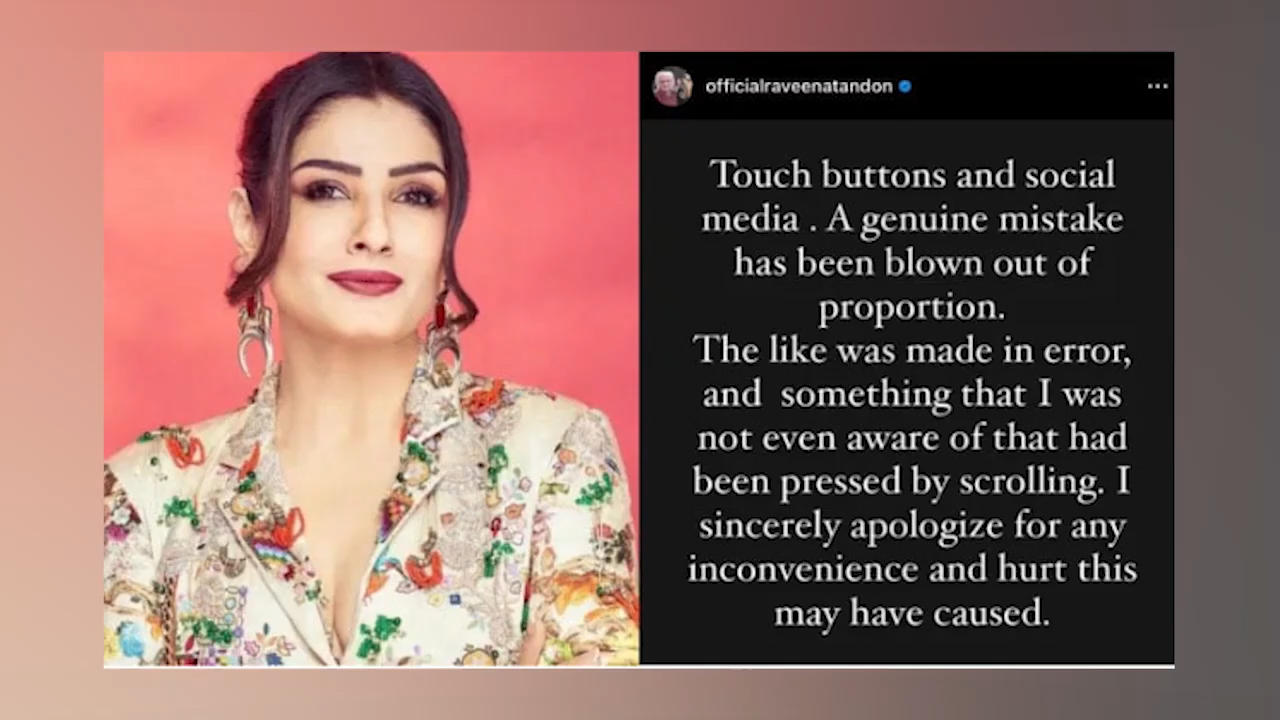 officialraveenatandon
Touch buttons and social
media . A genuine mistake
has been blown out of
proportion.
The like was made in error,
and  something that I was
not even aware of that had
been pressed by scrolling. I
sincerely apologize for any
inconvenience and hurt this
may have caused.